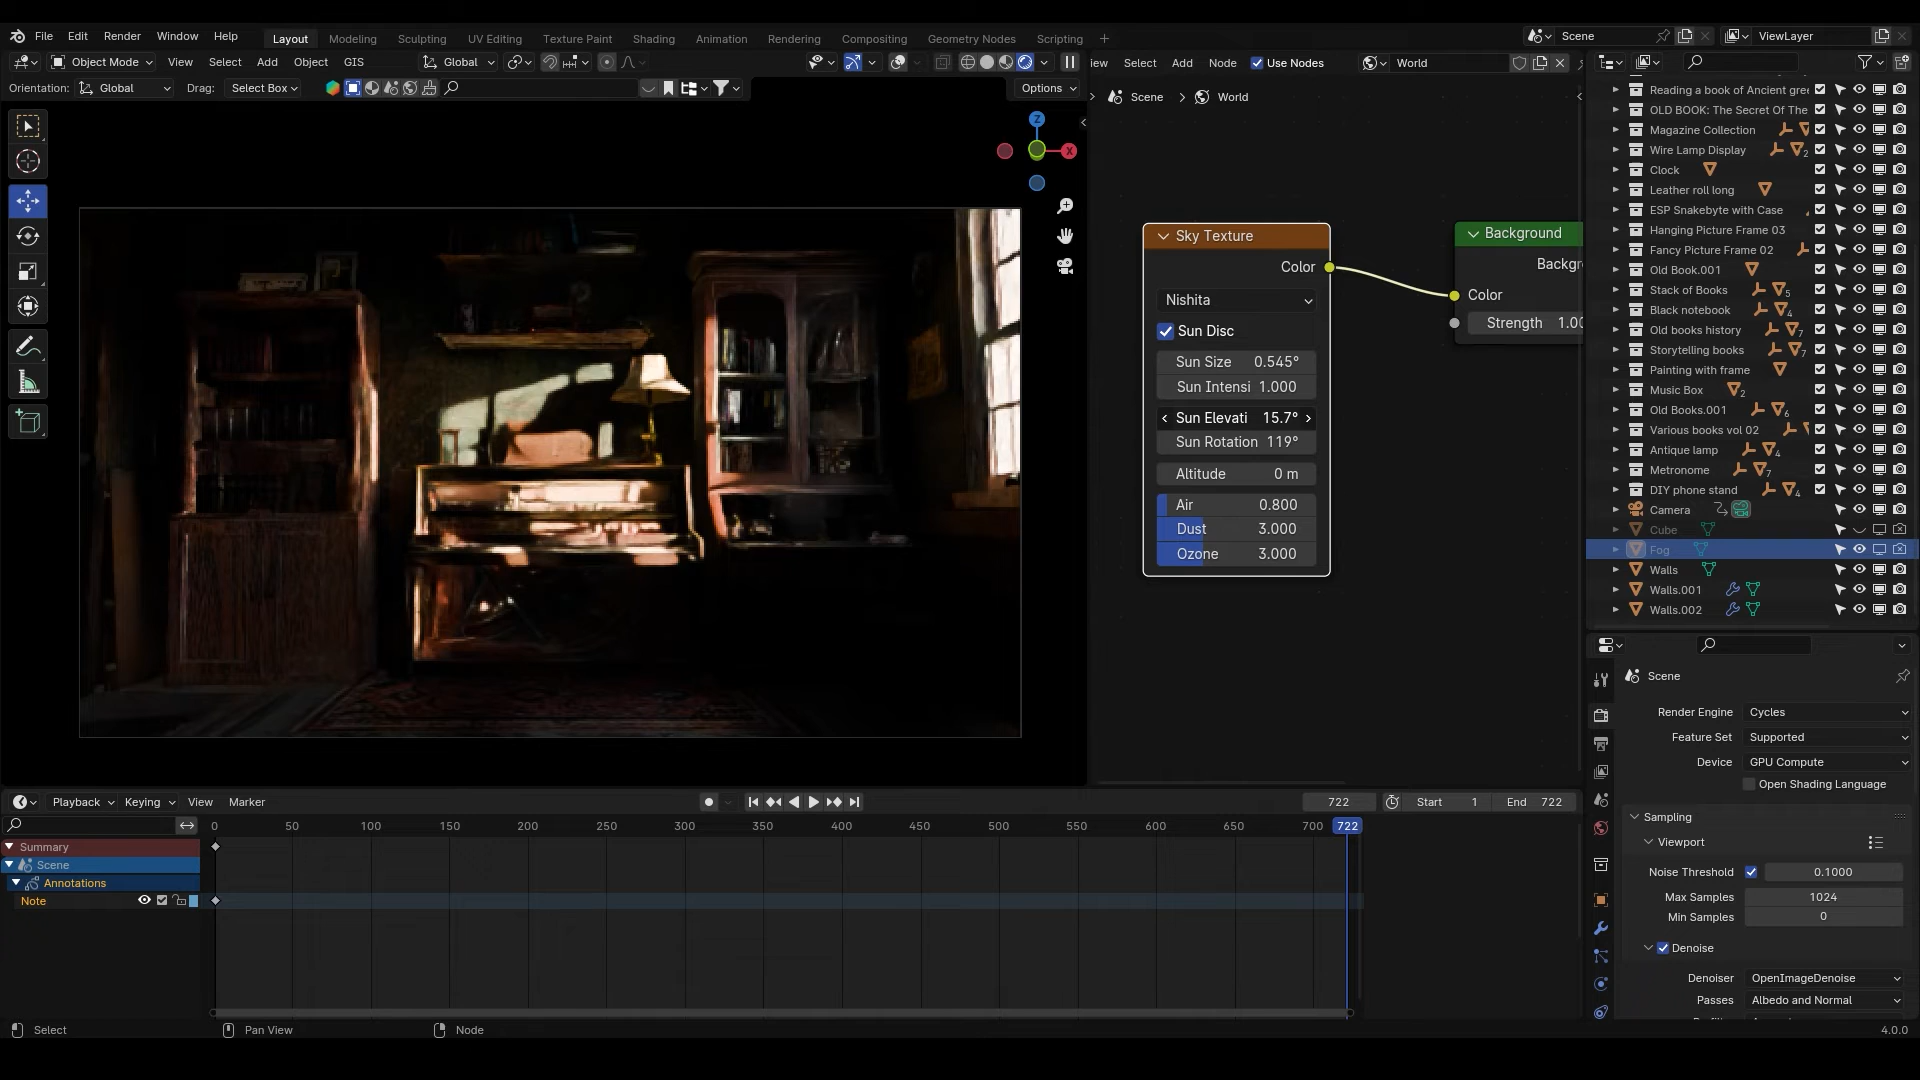 File Edit Render Window Help Layout Modeling Sculpting UV Editing Texture Paint Shading Animation Rendering Compositing Geometry Nodes Scripting + Scene ViewLayer
Object Mode View Select Add Object GIS Global
Select Add Node Use Nodes World
Orientation: Global Drag: Select Box Options
Scene > World
Z
X
Sky Texture
Color
Nishita
Sun Disc
Sun Size 0.545°
Sun Intensi 1.000
Sun Elevati 15.7°
Sun Rotation 119°
Altitude 0 m
Air 0.800
Dust 3.000
Ozone 3.000
Background
Backgr
Color
Strength 1.00
Reading a book of Ancient gree
OLD BOOK: The Secret Of The
Magazine Collection
Wire Lamp Display 2
Clock
Leather roll long
ESP Snakebyte with Case
Hanging Picture Frame 03
Fancy Picture Frame 02
Old Book.001
Stack of Books 5
Black notebook 4
Old books history 7
Storytelling books 7
Painting with frame
Music Box 2
Old Books.001 6
Various books vol 02
Antique lamp 4
Metronome 7
DIY phone stand 4
Camera
Cube
Fog
Walls
Walls.001
Walls.002
Scene
Render Engine Cycles
Feature Set Supported
Device GPU Compute
Open Shading Language
Sampling
Viewport
Noise Threshold 0.1000
Max Samples 1024
Min Samples 0
Denoise
Denoiser OpenImageDenoise
Passes Albedo and Normal
Playback Keying View Marker 722 Start 1 End 722
0 50 100 150 200 250 300 350 400 450 500 550 600 650 700 722
Summary
Scene
Annotations
Note
Select Pan View Node 4.0.0